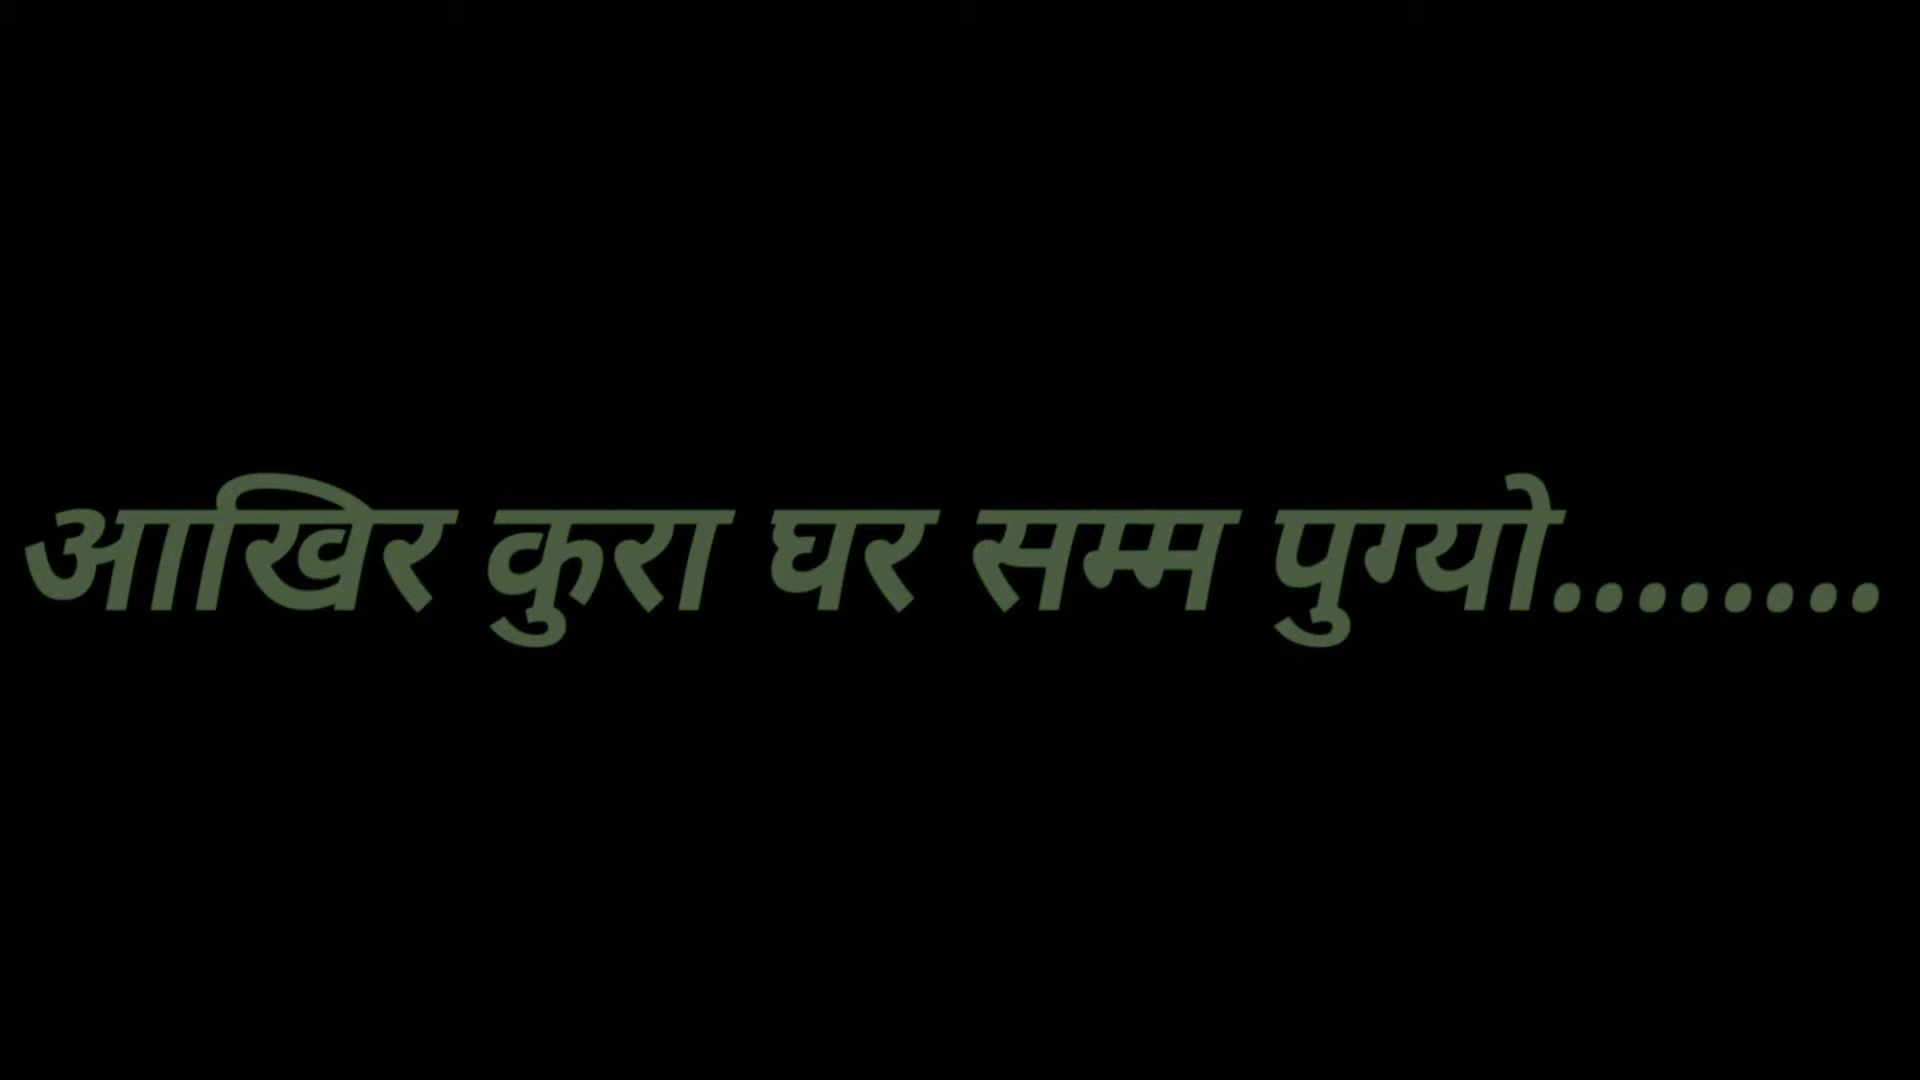 आखिर कुरा घर सम्म पुग्यो........